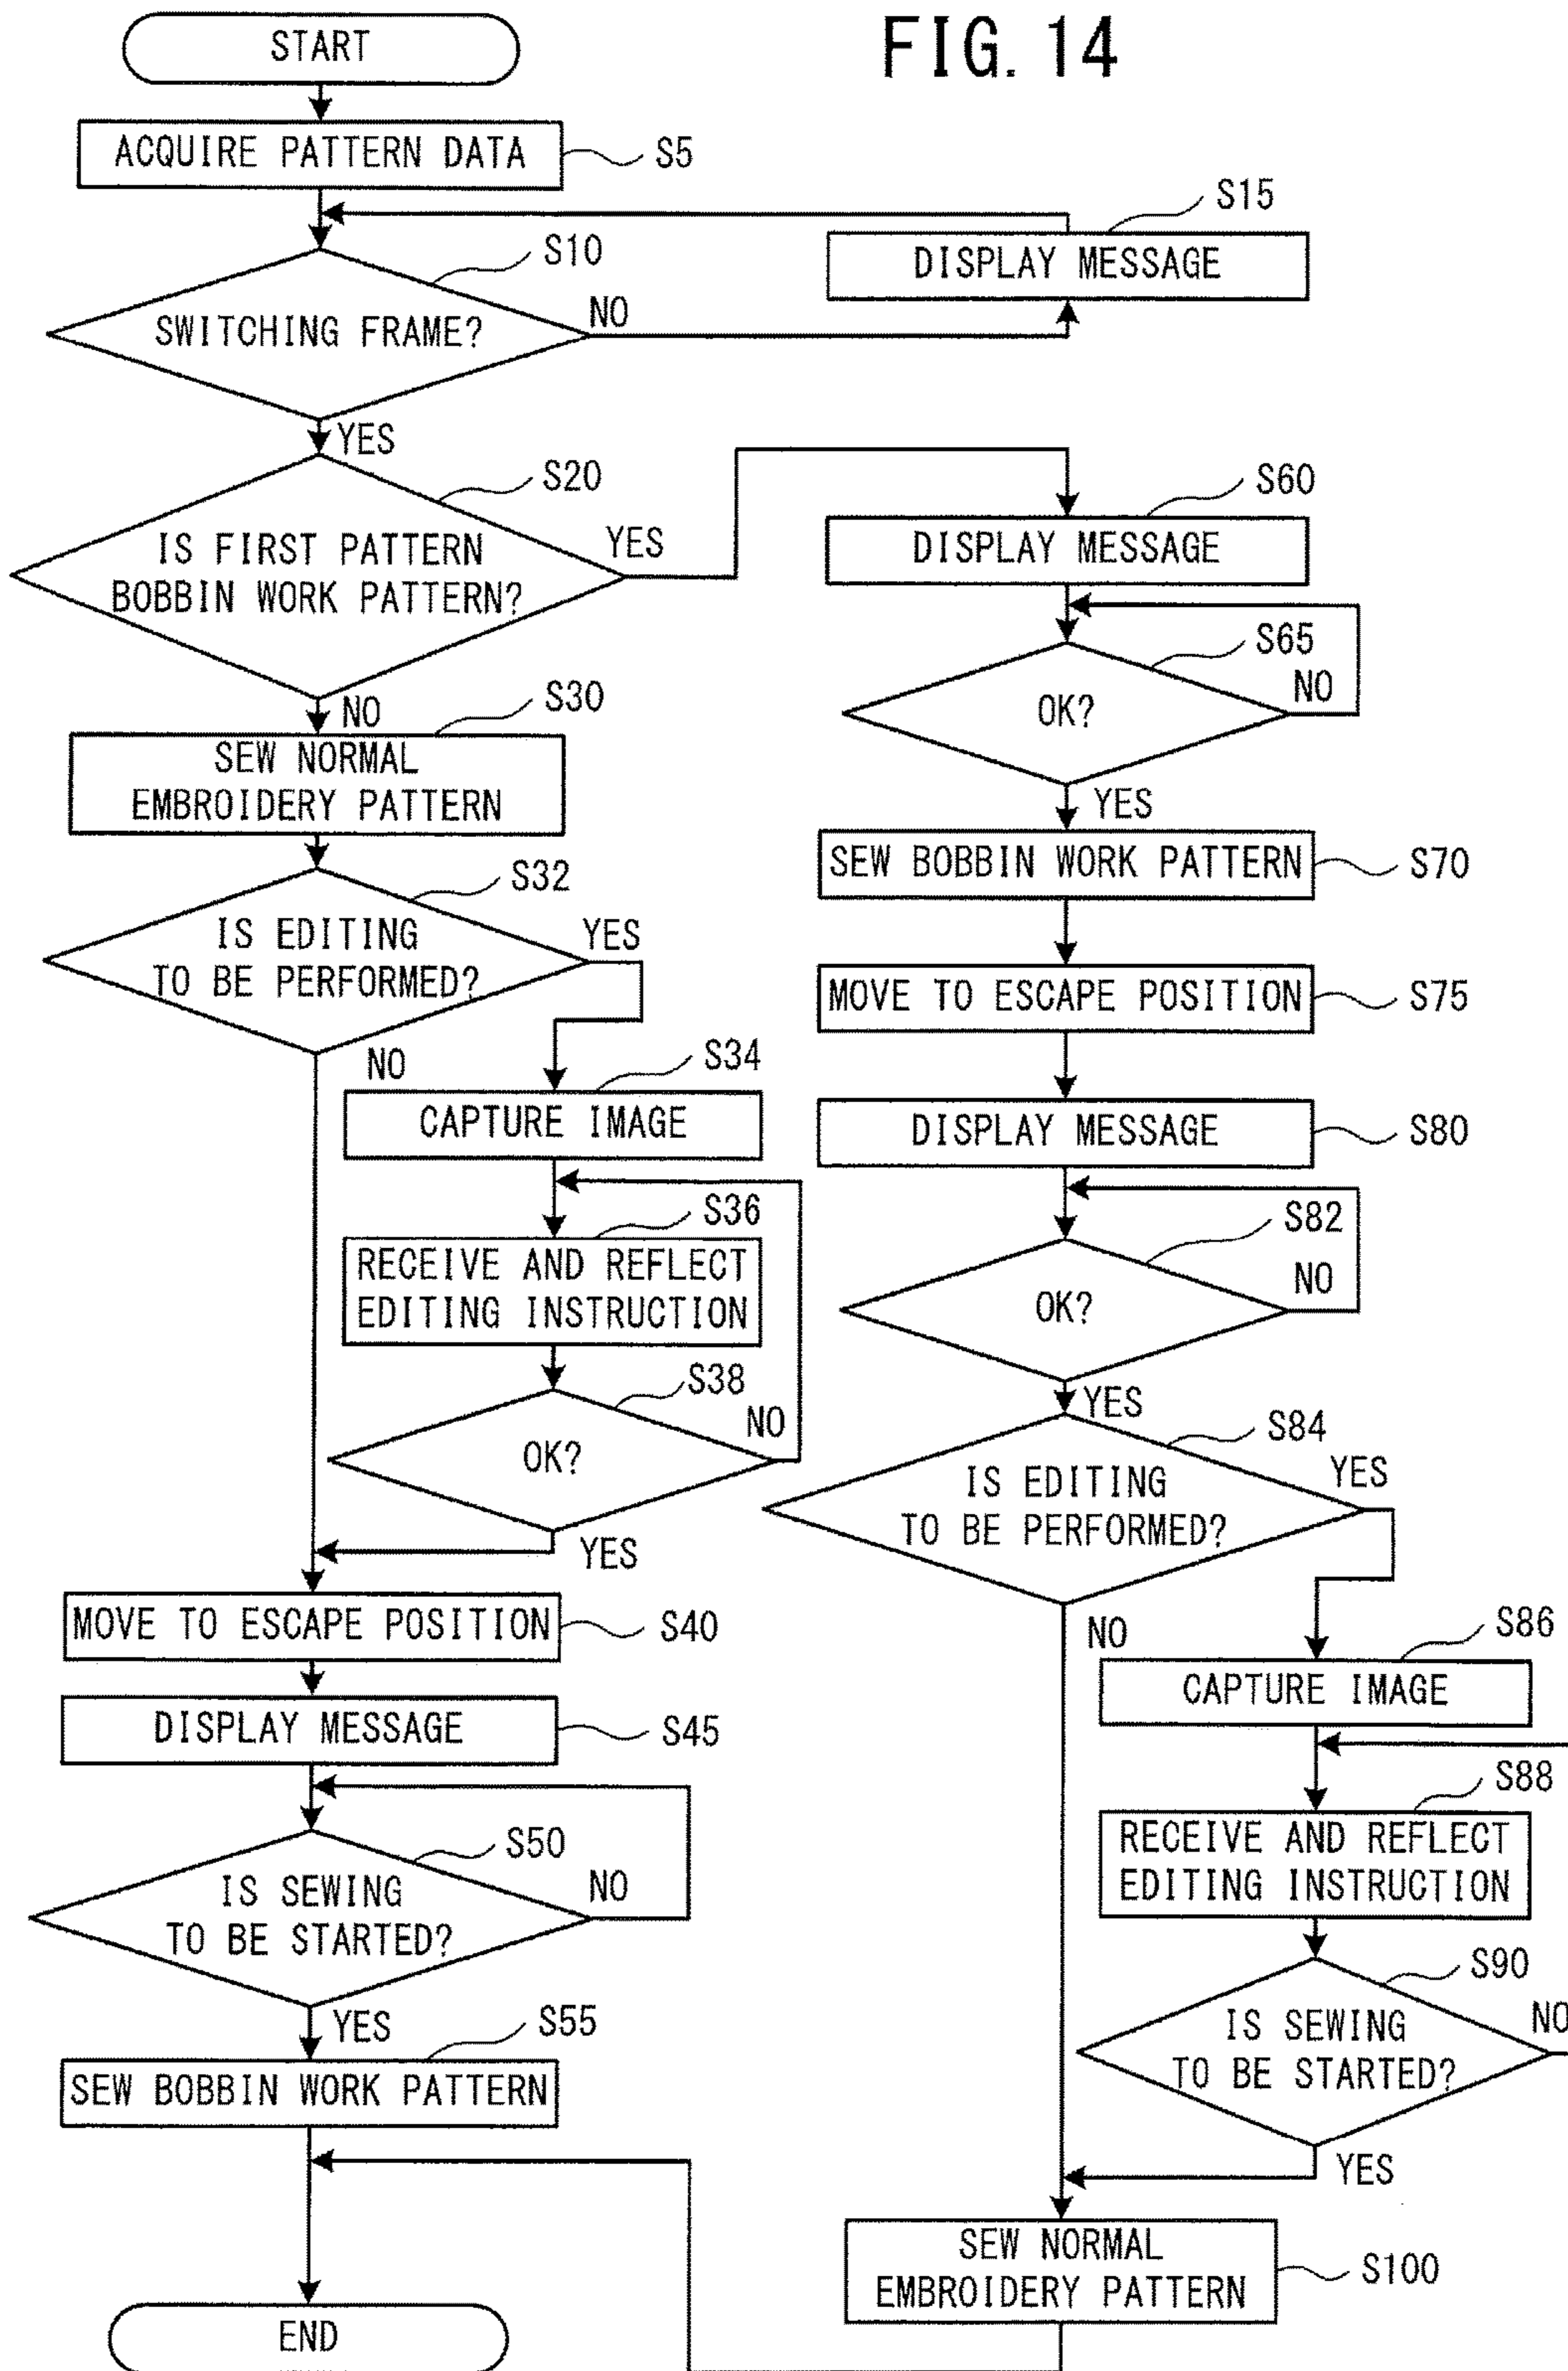 FIG. 14
START
ACQUIRE PATTERN DATA
S5
S15
DISPLAY MESSAGE
S10
SWITCHING FRAME?
NO
YES
S20
IS FIRST PATTERN
BOBBIN WORK PATTERN?
YES
NO
S30
SEW NORMAL
EMBROIDERY PATTERN
S32
IS EDITING
TO BE PERFORMED?
YES
NO
S34
CAPTURE IMAGE
S36
RECEIVE AND REFLECT
EDITING INSTRUCTION
S38
OK?
NO
YES
MOVE TO ESCAPE POSITION
S40
DISPLAY MESSAGE
S45
S50
IS SEWING
TO BE STARTED?
NO
YES
S55
SEW BOBBIN WORK PATTERN
END
S60
DISPLAY MESSAGE
S65
OK?
NO
YES
SEW BOBBIN WORK PATTERN
S70
MOVE TO ESCAPE POSITION
S75
DISPLAY MESSAGE
S80
S82
OK?
NO
YES
S84
IS EDITING
TO BE PERFORMED?
YES
NO
S86
CAPTURE IMAGE
S88
RECEIVE AND REFLECT
EDITING INSTRUCTION
S90
IS SEWING
TO BE STARTED?
NO
YES
SEW NORMAL
EMBROIDERY PATTERN
S100